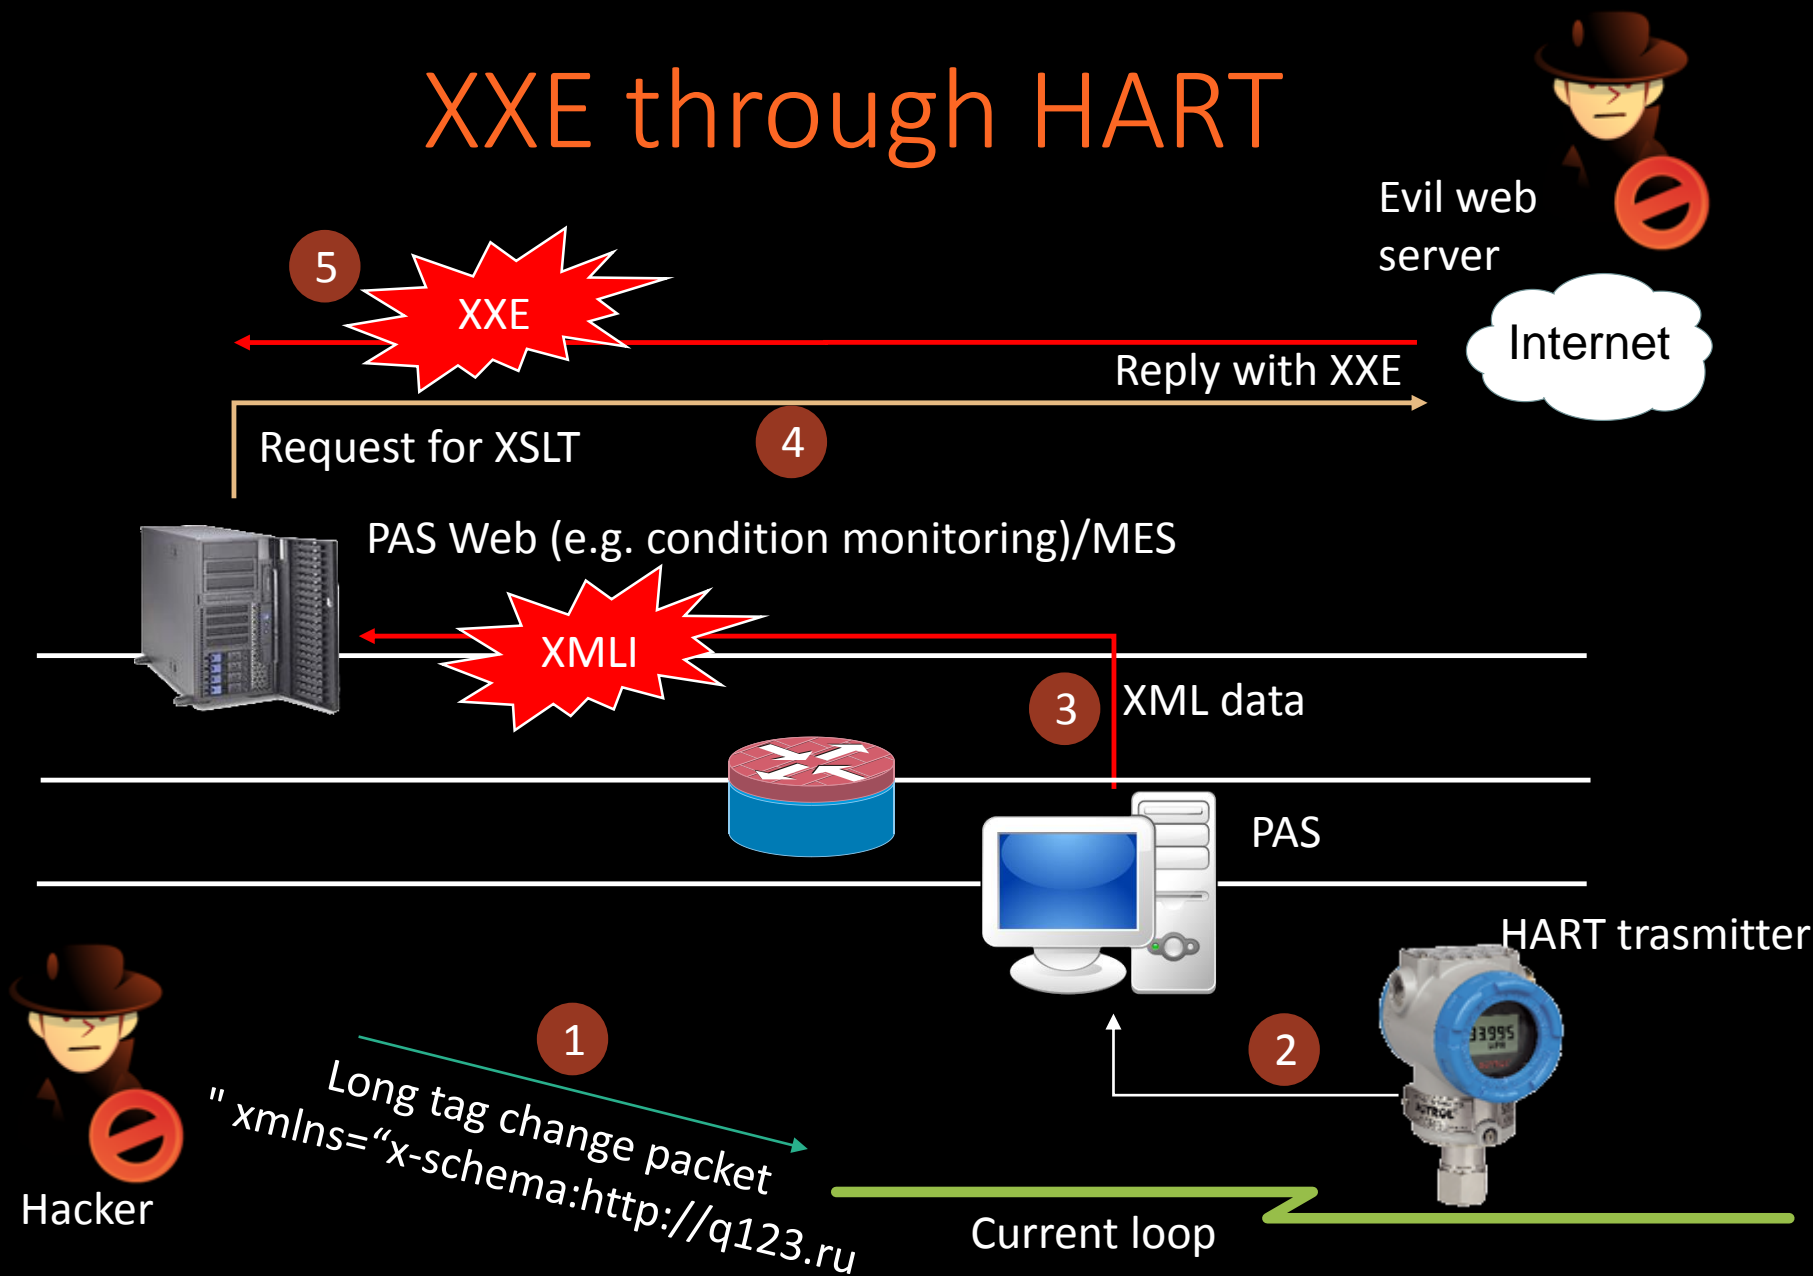 XXE through HART
Evil web
server
5
XXE
Internet
Reply with XXE
4
Request for XSLT
PAS Web (e.g. condition monitoring)/MES
XMLI
3
XML data
PAS
HART trasmitter
33.995
1
2
Long tag change packet
" xmlns=“x-schema:http://q123.ru
Hacker
Current loop